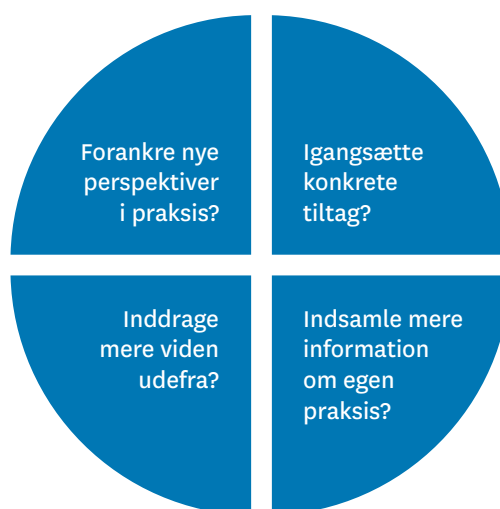 Forankre nye
perspektiver
i praksis?
Igangsætte
konkrete
tiltag?
Inddrage
mere viden
udefra?
Indsamle mere
information
om egen
praksis?